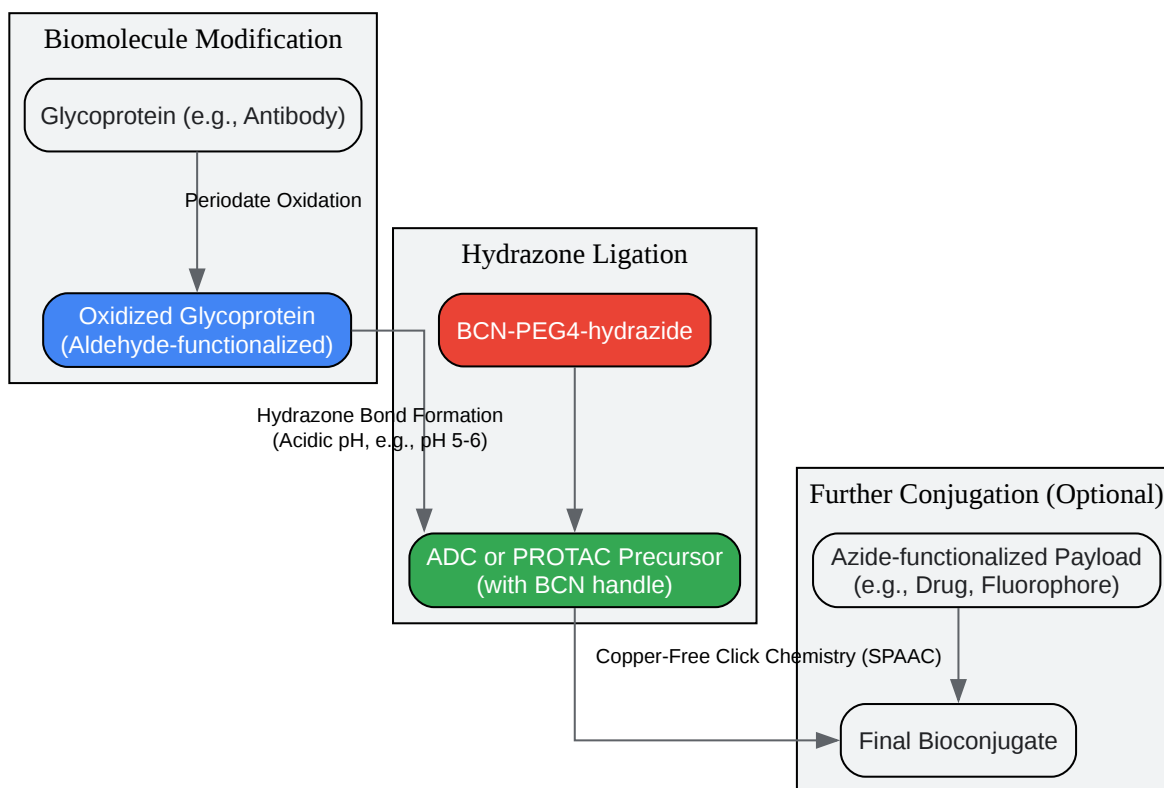 Biomolecule Modification
Glycoprotein (e.g., Antibody)
Periodate Oxidation
Oxidized Glycoprotein
(Aldehyde-functionalized)
Hydrazone Ligation
BCN-PEG4-hydrazide
Hydrazone Bond Formation
(Acidic pH, e.g., pH 5-6)
ADC or PROTAC Precursor
(with BCN handle)
Further Conjugation (Optional)
Azide-functionalized Payload
(e.g., Drug, Fluorophore)
Copper-Free Click Chemistry (SPAAC)
Final Bioconjugate